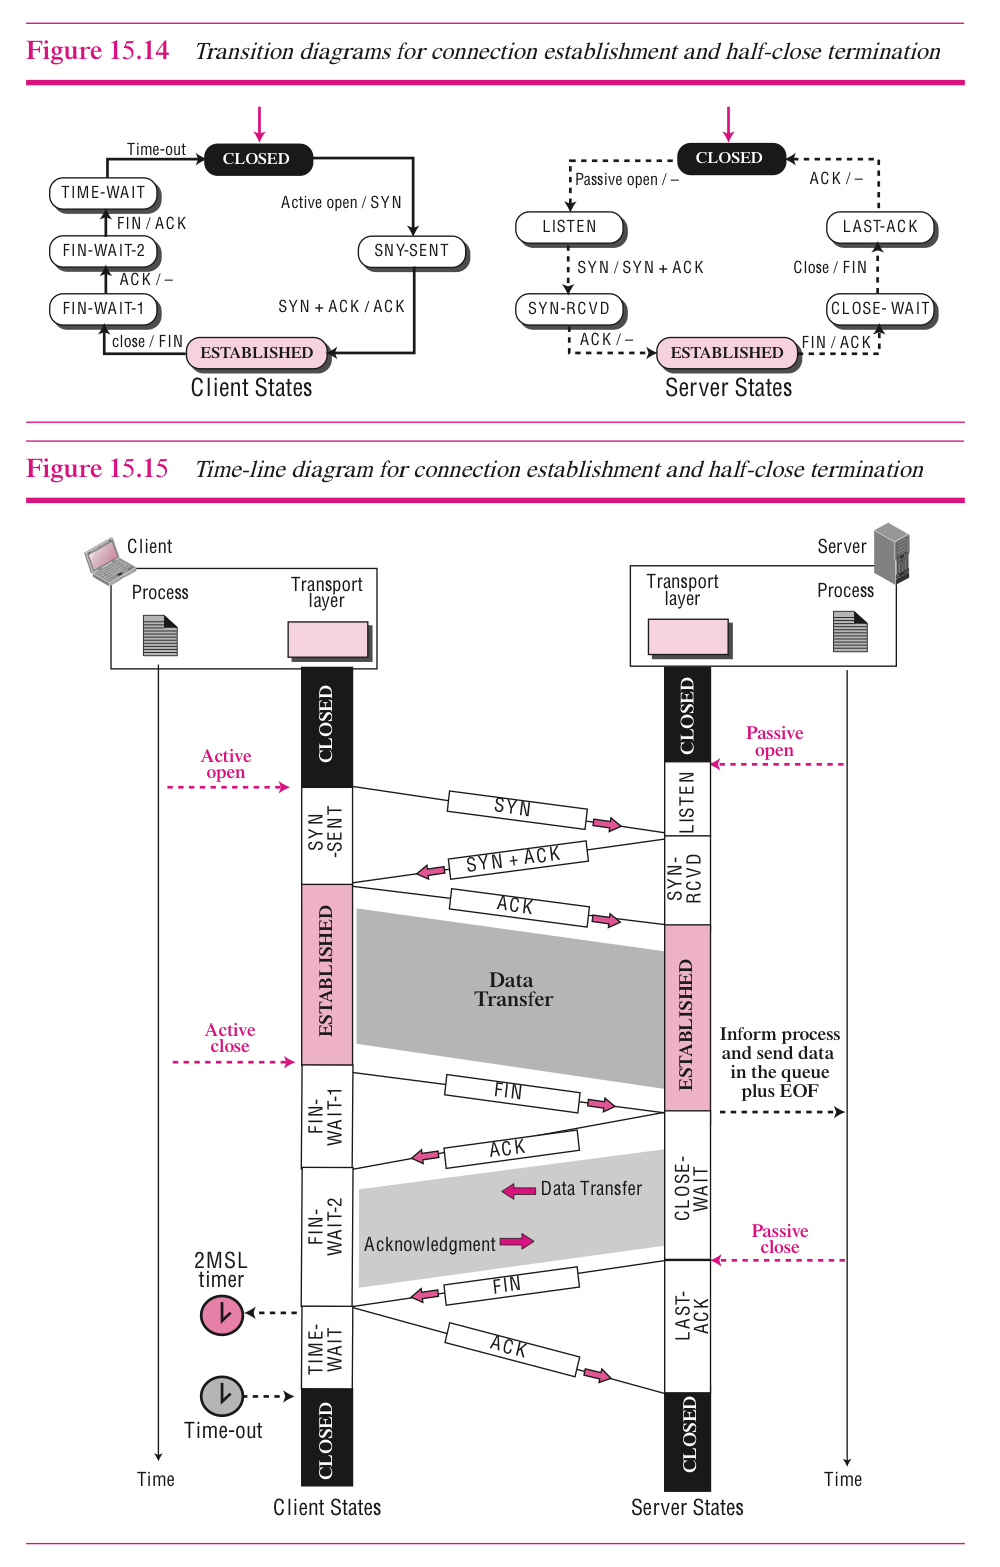 Figure 15.14 Transition diagrams for connection establishment and half-close termination
CLOSED
Time-out
TIME-WAIT
FIN / ACK
FIN-WAIT-2
ACK / –
FIN-WAIT-1
close / FIN
Active open / SYN
SNY-SENT
SYN + ACK / ACK
ESTABLISHED
Client States
CLOSED
Passive open / –
LISTEN
SYN / SYN + ACK
SYN-RCVD
ACK / –
ESTABLISHED
ACK / –
LAST-ACK
Close / FIN
CLOSE- WAIT
FIN / ACK
Server States
Figure 15.15 Time-line diagram for connection establishment and half-close termination
Client
Process
Transport
layer
Server
Transport
layer
Process
CLOSED
CLOSED
Passive
open
Active
open
LISTEN
SYN
SYN
-SENT
SYN + ACK
SYN-
RCVD
ACK
ESTABLISHED
Data
Transfer
ESTABLISHED
Active
close
Inform process
and send data
in the queue
plus EOF
FIN
FIN-
WAIT-1
ACK
CLOSE-
WAIT
FIN-
WAIT-2
Data Transfer
Acknowledgment
Passive
close
2MSL
timer
FIN
LAST-
ACK
TIME-
WAIT
ACK
CLOSED
Time-out
CLOSED
Time
Time
Client States
Server States